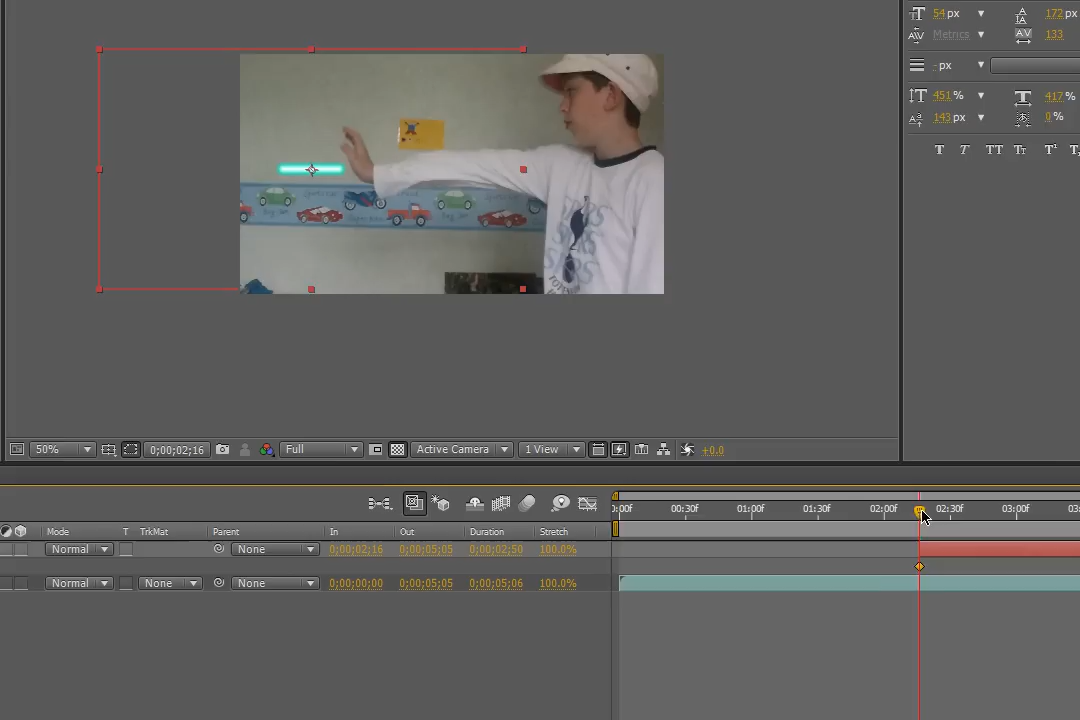 54 px 172 px
Metrics 133
- px
451 % 417 %
143 px 0 %
T T TT Tт T¹ T,
50% 0;00;02;16 Full Active Camera 1 View +0.0
0:00f 00:30f 01:00f 01:30f 02:00f 02:30f 03:00f 03:
Mode T TrkMat Parent In Out Duration Stretch
Normal None 0;00;02;16 0;00;05;05 0;00;02;50 100.0%
Normal None None 0;00;00;00 0;00;05;05 0;00;05;06 100.0%